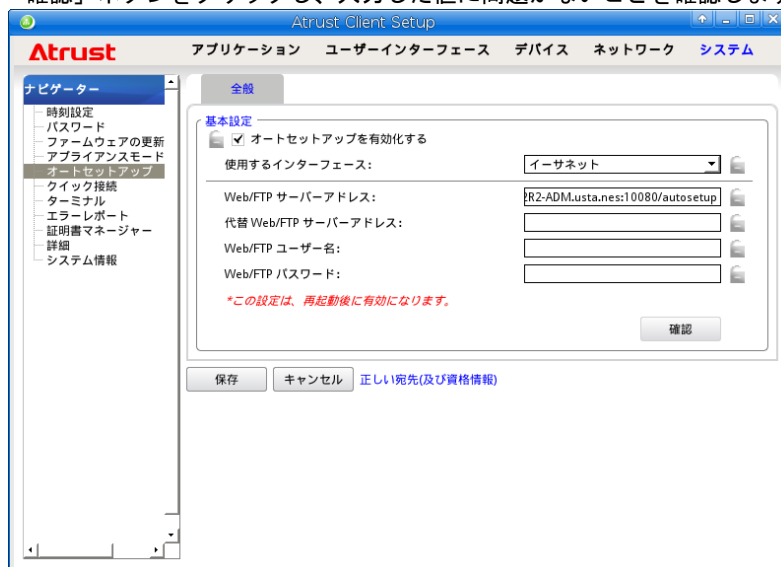 Atrust Client Setup
Atrust
アプリケーション ユーザーインターフェース デバイス ネットワーク システム
ナビゲーター
時刻設定
パスワード
ファームウェアの更新
アプライアンスモード
オートセットアップ
クイック接続
ターミナル
エラーレポート
証明書マネージャー
詳細
システム情報
全般
基本設定
オートセットアップを有効化する
使用するインターフェース: イーサネット
Web/FTP サーバーアドレス: 2R2-ADM.usta.nes:10080/autosetup
代替 Web/FTP サーバーアドレス:
Web/FTP ユーザー名:
Web/FTP パスワード:
*この設定は、再起動後に有効になります。
確認
保存 キャンセル 正しい宛先(及び資格情報)